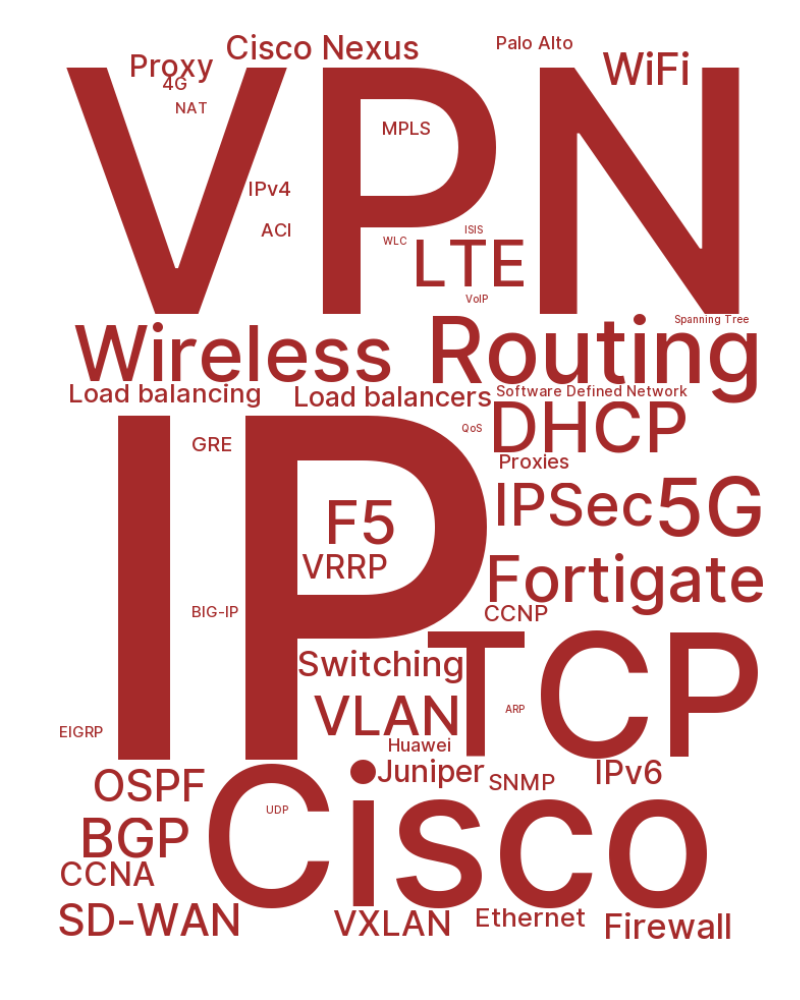 Cisco Nexus
Palo Alto
Proxy
WiFi
4G
NAT
VPN
MPLS
IPv4
ACI
ISIS
WLC
LTE
VoIP
Spanning Tree
Wireless
Routing
Load balancing
Load balancers
Software Defined Network
DHCP
QoS
GRE
Proxies
IP
IPSec
5G
F5
VRRP
Fortigate
BIG-IP
CCNP
Switching
TCP
VLAN
ARP
EIGRP
Huawei
Juniper
IPv6
OSPF
SNMP
UDP
Cisco
BGP
CCNA
SD-WAN
VXLAN
Ethernet
Firewall